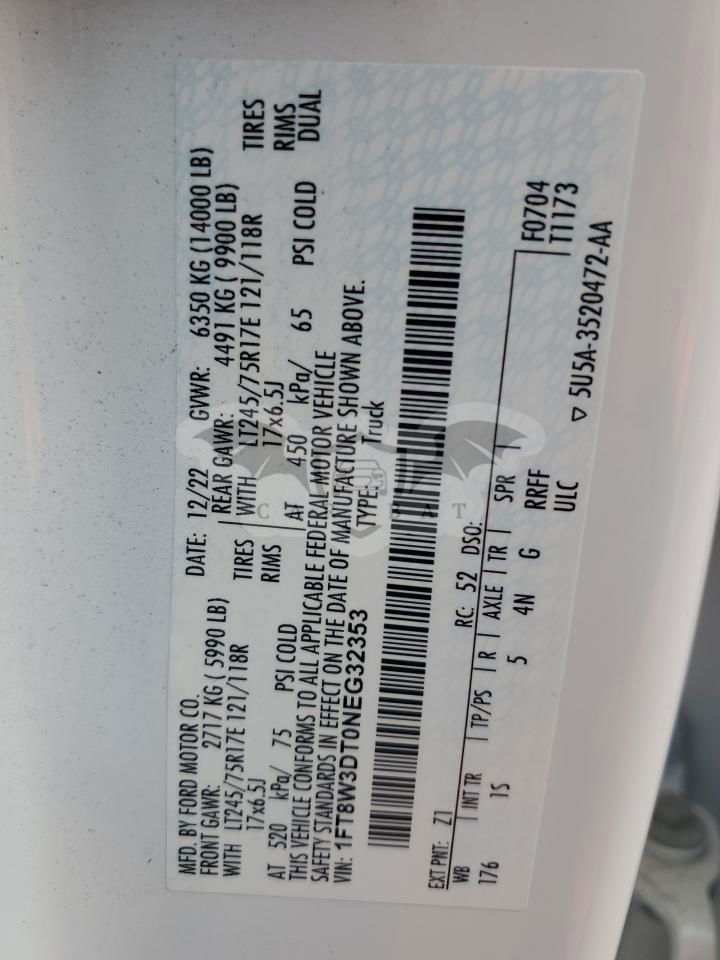 MFD. BY FORD MOTOR CO.
DATE: 12/22 GVWR: 6350 KG (14000 LB)
FRONT GAWR: 2717 KG ( 5990 LB)
REAR GAWR: 4491 KG ( 9900 LB)
WITH LT245/75R17E 121/118R TIRES
WITH LT245/75R17E 121/118R TIRES
17x6.5J RIMS
17x6.5J RIMS
AT 520 kPa/ 75 PSI COLD
AT 450 kPa/ 65 PSI COLD DUAL
THIS VEHICLE CONFORMS TO ALL APPLICABLE FEDERAL MOTOR VEHICLE
SAFETY STANDARDS IN EFFECT ON THE DATE OF MANUFACTURE SHOWN ABOVE.
VIN: 1FT8W3DT0NEG32353 TYPE: Truck
EXT PNT: Z1 RC: 52 DSO:
WB INT TR TP/PS R AXLE TR SPR F0704
176 1S 5 4N G RRFF T1173
ULC
▽ 5U5A-3520472-AA